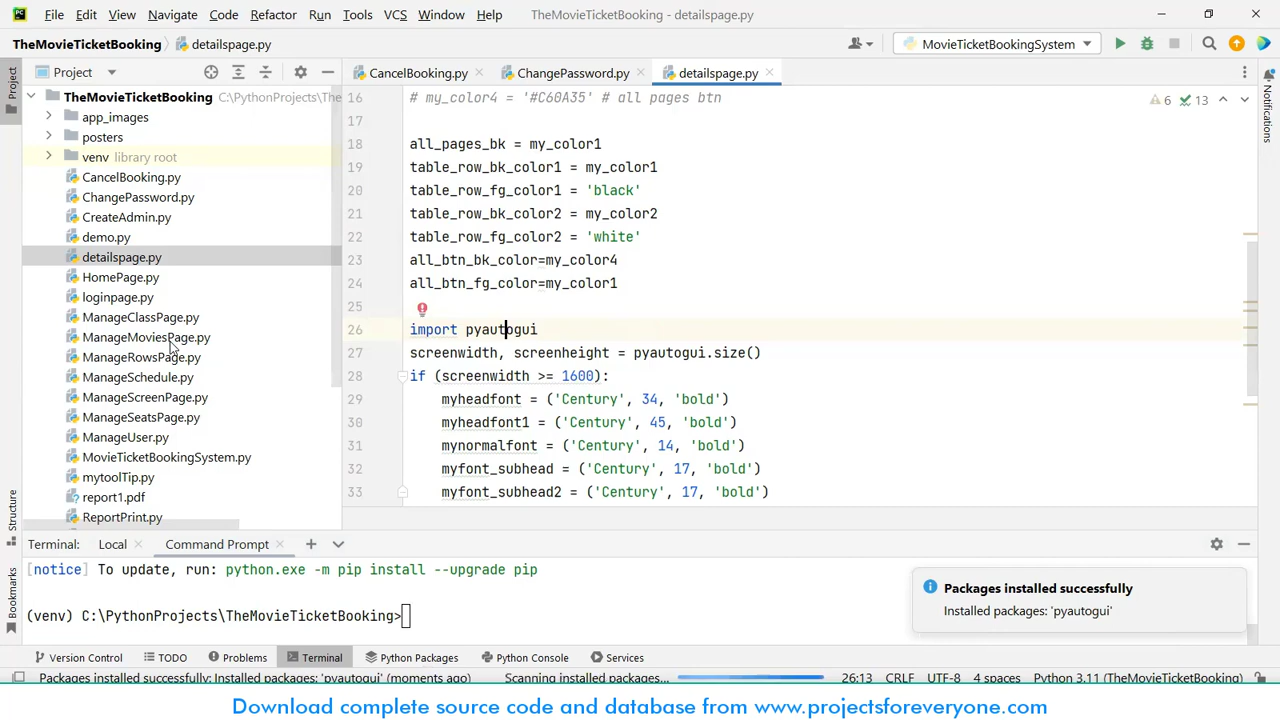 PC File Edit View Navigate Code Refactor Run Tools VCS Window Help TheMovieTicketBooking - detailspage.py
TheMovieTicketBooking detailspage.py MovieTicketBookingSystem
Project CancelBooking.py ChangePassword.py detailspage.py
Project
Notifications
Structure
Bookmarks
TheMovieTicketBooking C:\PythonProjects\The
app_images
posters
venv library root
CancelBooking.py
ChangePassword.py
CreateAdmin.py
demo.py
detailspage.py
HomePage.py
loginpage.py
ManageClassPage.py
ManageMoviesPage.py
ManageRowsPage.py
ManageSchedule.py
ManageScreenPage.py
ManageSeatsPage.py
ManageUser.py
MovieTicketBookingSystem.py
mytoolTip.py
report1.pdf
ReportPrint.py
6 13
16 # my_color4 = '#C60A35' # all pages btn
17
18 all_pages_bk = my_color1
19 table_row_bk_color1 = my_color1
20 table_row_fg_color1 = 'black'
21 table_row_bk_color2 = my_color2
22 table_row_fg_color2 = 'white'
23 all_btn_bk_color=my_color4
24 all_btn_fg_color=my_color1
25
26 import pyautogui
27 screenwidth, screenheight = pyautogui.size()
28 if (screenwidth >= 1600):
29 myheadfont = ('Century', 34, 'bold')
30 myheadfont1 = ('Century', 45, 'bold')
31 mynormalfont = ('Century', 14, 'bold')
32 myfont_subhead = ('Century', 17, 'bold')
33 myfont_subhead2 = ('Century', 17, 'bold')
Terminal: Local Command Prompt
[notice] To update, run: python.exe -m pip install --upgrade pip
(venv) C:\PythonProjects\TheMovieTicketBooking>
Packages installed successfully
Installed packages: 'pyautogui'
Version Control TODO Problems Terminal Python Packages Python Console Services
Packages installed successfully: Installed packages: 'pyautogui' (moments ago) Scanning installed packages... 26:13 CRLF UTF-8 4 spaces Python 3.11 (TheMovieTicketBooking)
Download complete source code and database from www.projectsforeveryone.com